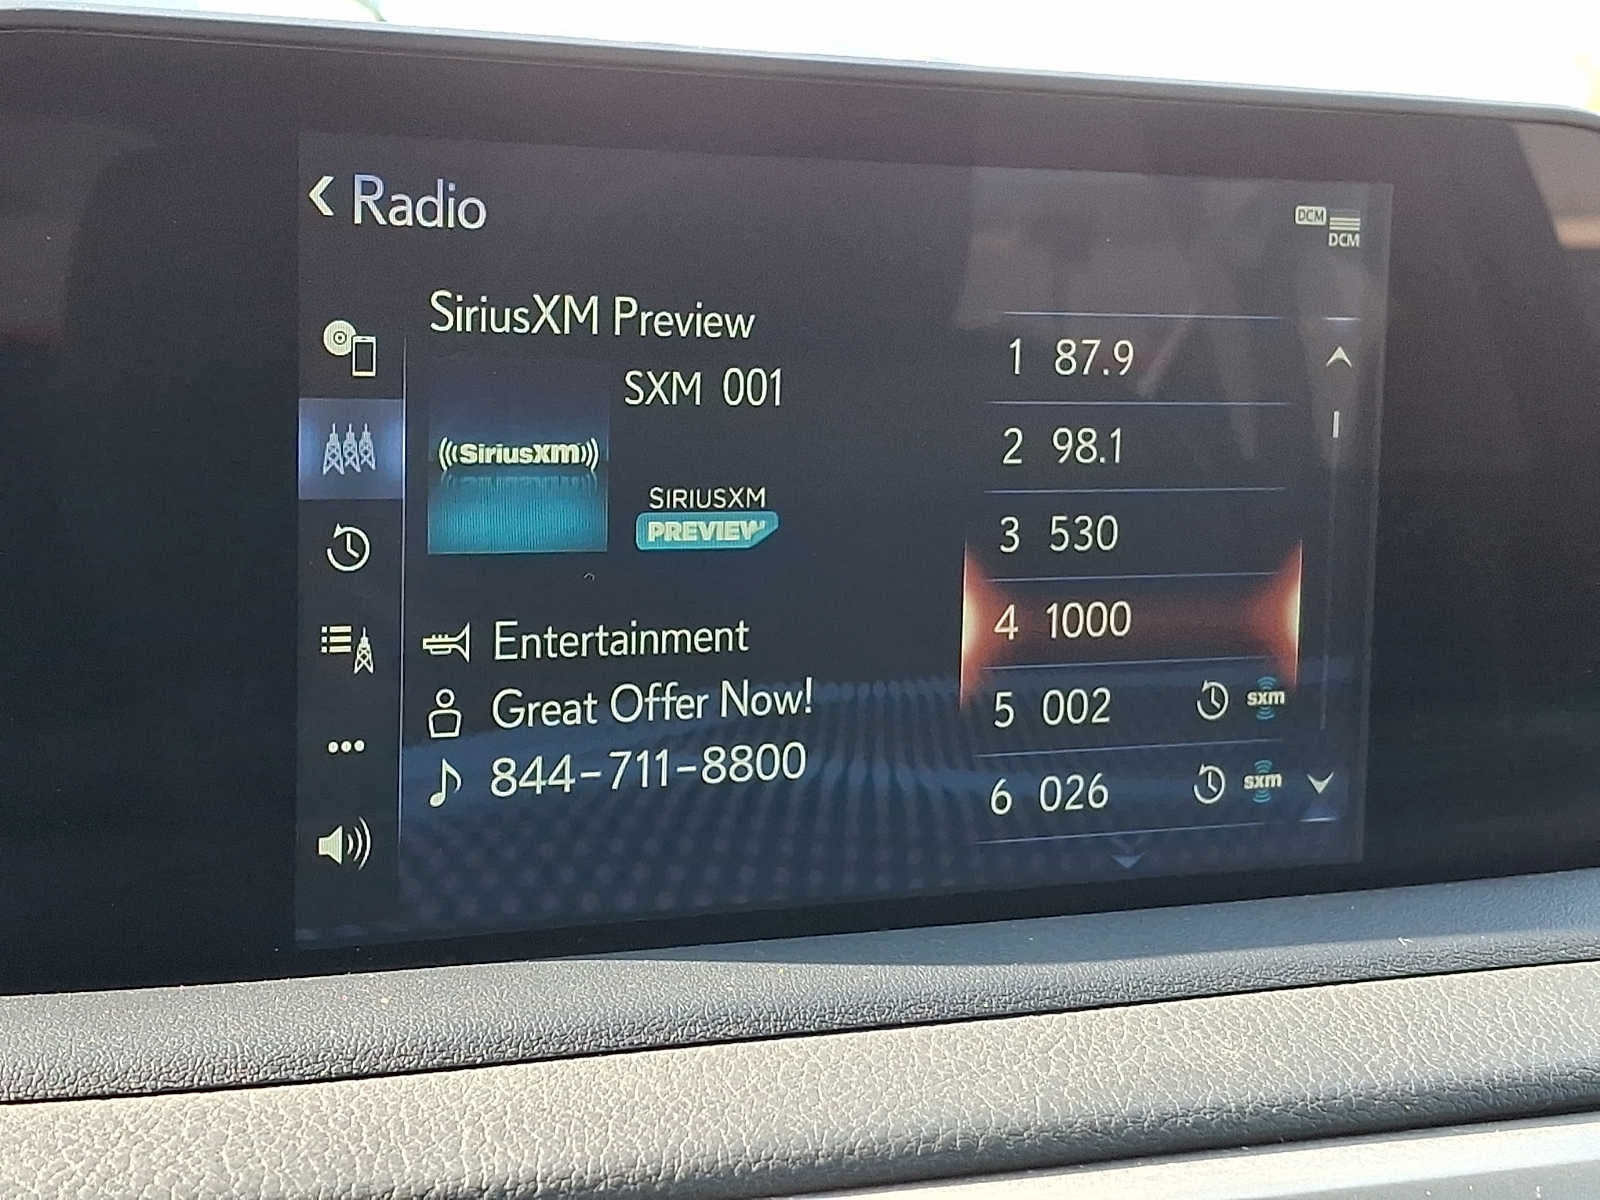 Radio
DCM
DCM
SiriusXM Preview
SXM 001
((SiriusXM))
SIRIUSXM
PREVIEW
Entertainment
Great Offer Now!
844-711-8800
1 87.9
2 98.1
3 530
4 1000
5 002 sxm
6 026 sxm